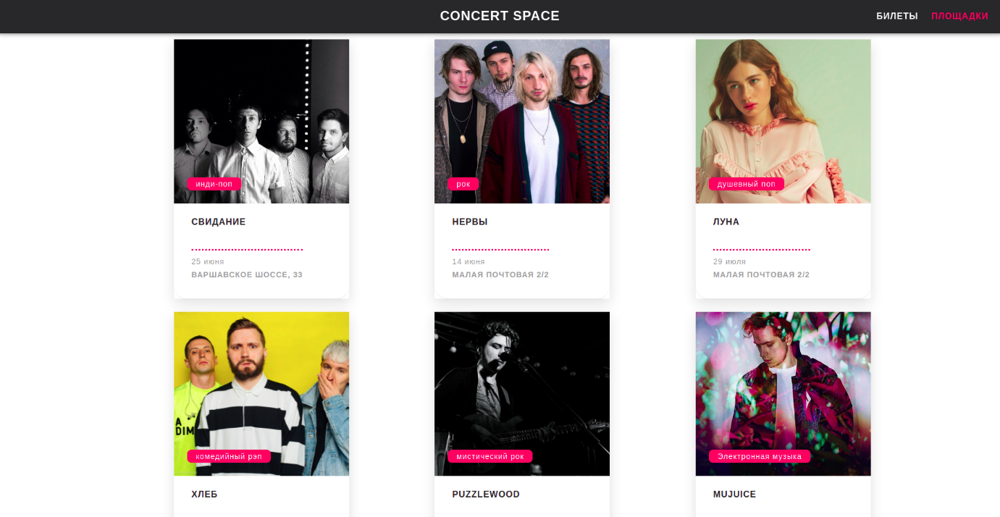 CONCERT SPACE
БИЛЕТЫ ПЛОЩАДКИ
инди-поп
СВИДАНИЕ
25 июня
ВАРШАВСКОЕ ШОССЕ, 33
рок
НЕРВЫ
14 июня
МАЛАЯ ПОЧТОВАЯ 2/2
душевный поп
ЛУНА
29 июля
МАЛАЯ ПОЧТОВАЯ 2/2
A
DIM
комедийный рэп
ХЛЕБ
мистический рок
PUZZLEWOOD
Электронная музыка
MUJUICE